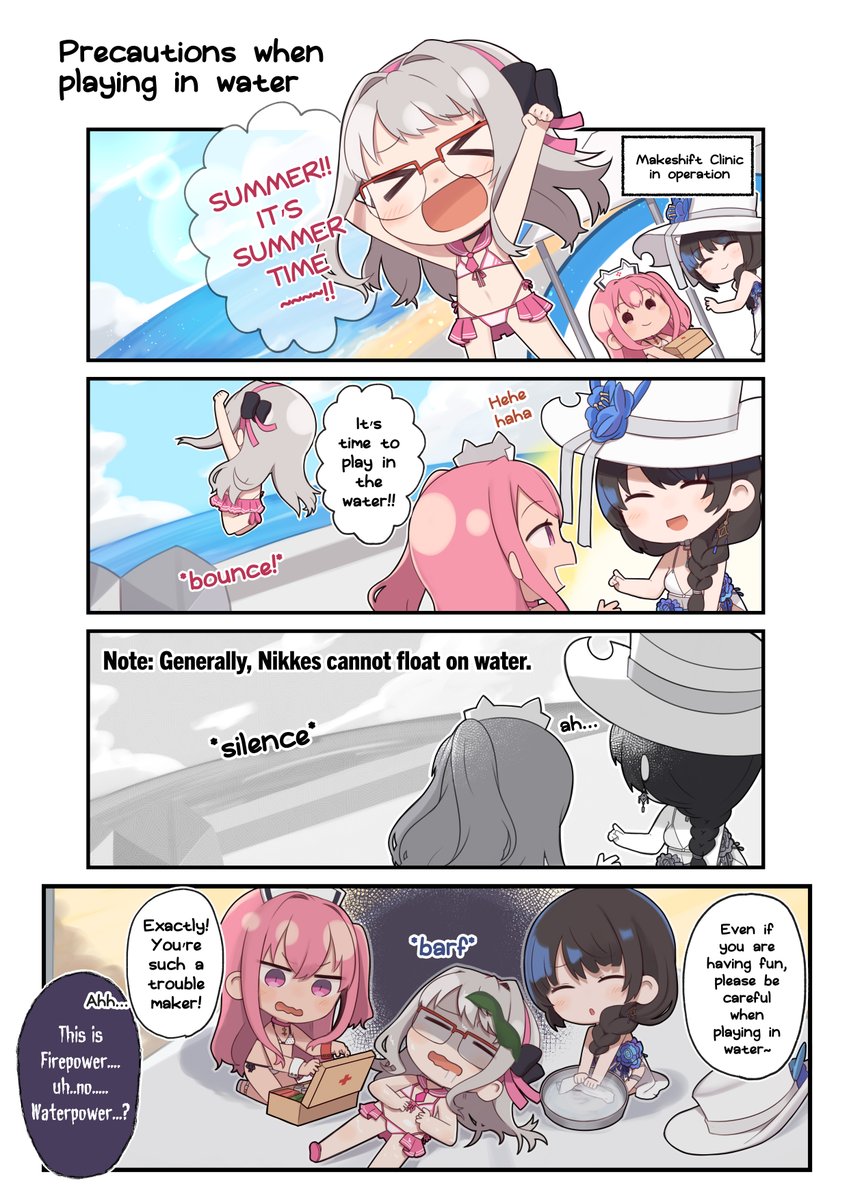 Precautions when
playing in water
SUMMER!!
IT'S
SUMMER
TIME
~~~~!!
Makeshift Clinic
in operation
It's
time to
play in
the
water!!
Hehe
haha
*bounce!*
Note: Generally, Nikkes cannot float on water.
*silence*
ah...
Exactly!
You're
such a
trouble
maker!
*barf*
Even if
you are
having fun,
please be
careful
when
playing in
water~
Ahh...
This is
Firepower....
uh..no.....
Waterpower...?